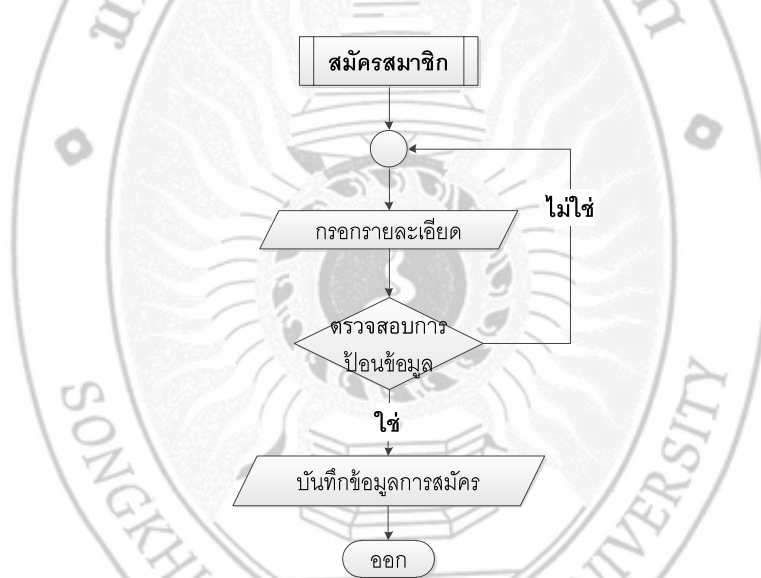 สมัครสมาชิก
ไม่ใช่
กรอกรายละเอียด
ตรวจสอบการ
ป้อนข้อมูล
ใช่
บันทึกข้อมูลการสมัคร
ออก
SONGKH
VERSITY